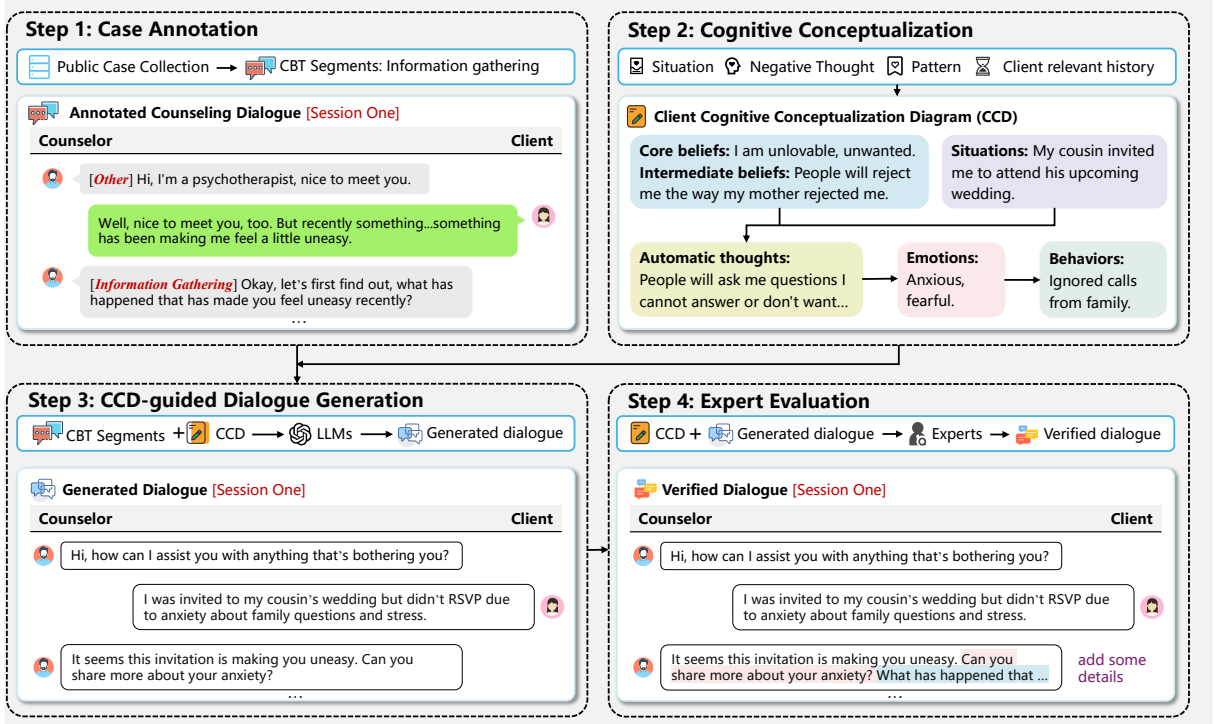 Step 1: Case Annotation
Public Case Collection
CBT Segments: Information gathering
Annotated Counseling Dialogue [Session One]
Counselor
Client
[Other] Hi, I'm a psychotherapist, nice to meet you.
Well, nice to meet you, too. But recently something...something
has been making me feel a little uneasy.
[Information Gathering] Okay, let's first find out, what has
happened that has made you feel uneasy recently?
...
Step 2: Cognitive Conceptualization
Situation
Negative Thought
Pattern
Client relevant history
Client Cognitive Conceptualization Diagram (CCD)
Core beliefs: I am unlovable, unwanted.
Intermediate beliefs: People will reject
me the way my mother rejected me.
Situations: My cousin invited
me to attend his upcoming
wedding.
Automatic thoughts:
People will ask me questions I
cannot answer or don't want...
Emotions:
Anxious,
fearful.
Behaviors:
Ignored calls
from family.
Step 3: CCD-guided Dialogue Generation
CBT Segments + CCD
LLMs
Generated dialogue
Generated Dialogue [Session One]
Counselor
Client
Hi, how can I assist you with anything that's bothering you?
I was invited to my cousin's wedding but didn't RSVP due
to anxiety about family questions and stress.
It seems this invitation is making you uneasy. Can you
share more about your anxiety?
...
Step 4: Expert Evaluation
CCD + Generated dialogue
Experts
Verified dialogue
Verified Dialogue [Session One]
Counselor
Client
Hi, how can I assist you with anything that's bothering you?
I was invited to my cousin's wedding but didn't RSVP due
to anxiety about family questions and stress.
It seems this invitation is making you uneasy. Can you
share more about your anxiety? What has happened that ...
add some
details
...